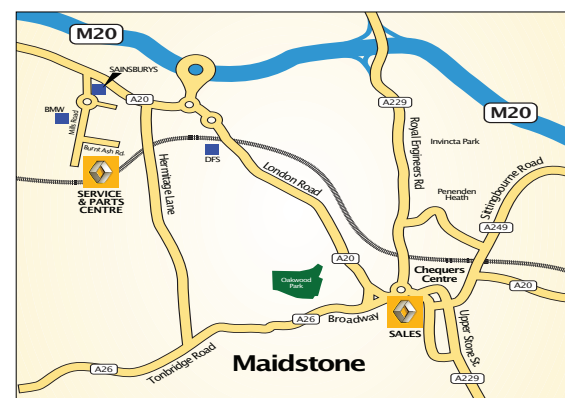 M20
SAINSBURYS
BMW
Mills Road
A20
Burnt Ash Rd.
DFS
SERVICE
& PARTS
CENTRE
Hermitage Lane
London Road
A229
Royal Engineers Rd
M20
Invicta Park
Penenden
Heath
Sittingbourne Road
A249
Chequers
Centre
A20
A20
Oakwood
Park
A26
Broadway
SALES
Upper Stone St.
A229
Maidstone
Tonbridge Road
A26